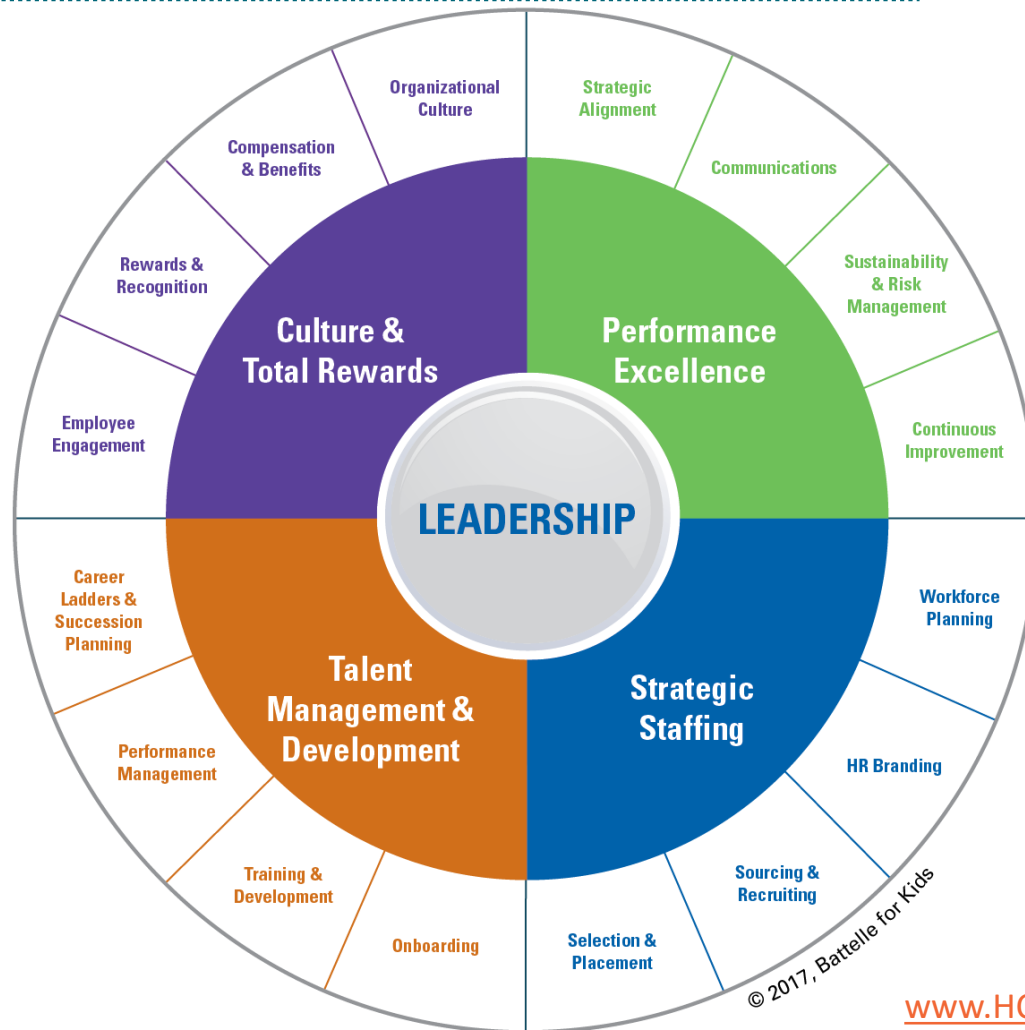 Organizational
Culture
Strategic
Alignment
Compensation
& Benefits
Communications
Rewards &
Recognition
Sustainability
& Risk
Management
Culture &
Total Rewards
Performance
Excellence
Employee
Engagement
Continuous
Improvement
LEADERSHIP
Career
Ladders &
Succession
Planning
Workforce
Planning
Talent
Management &
Development
Strategic
Staffing
Performance
Management
HR Branding
Training &
Development
Sourcing &
Recruiting
Onboarding
Selection &
Placement
© 2017, Battelle for Kids